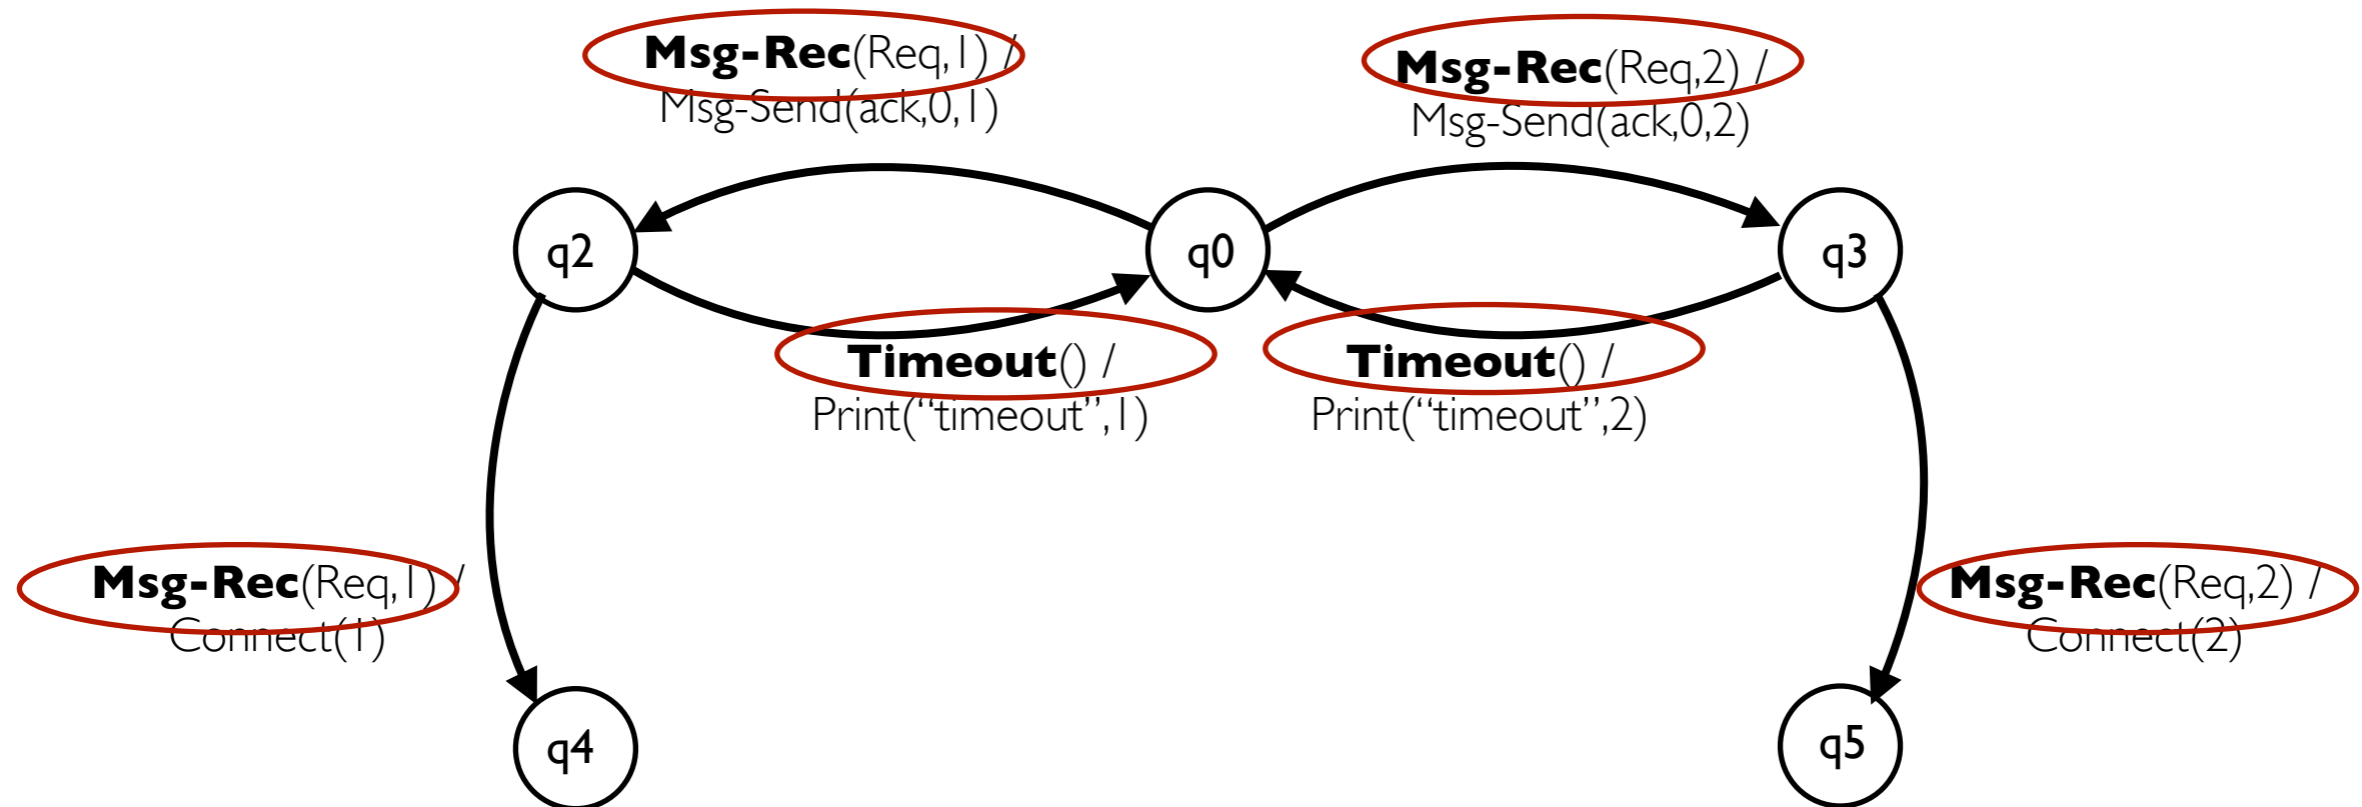 Msg-Rec(Req,1) /
Msg-Send(ack,0,1)
Msg-Rec(Req,2) /
Msg-Send(ack,0,2)
q2
q0
q3
Timeout() /
Print(“timeout”,1)
Timeout() /
Print(“timeout”,2)
Msg-Rec(Req,1) /
Connect(1)
Msg-Rec(Req,2) /
Connect(2)
q4
q5